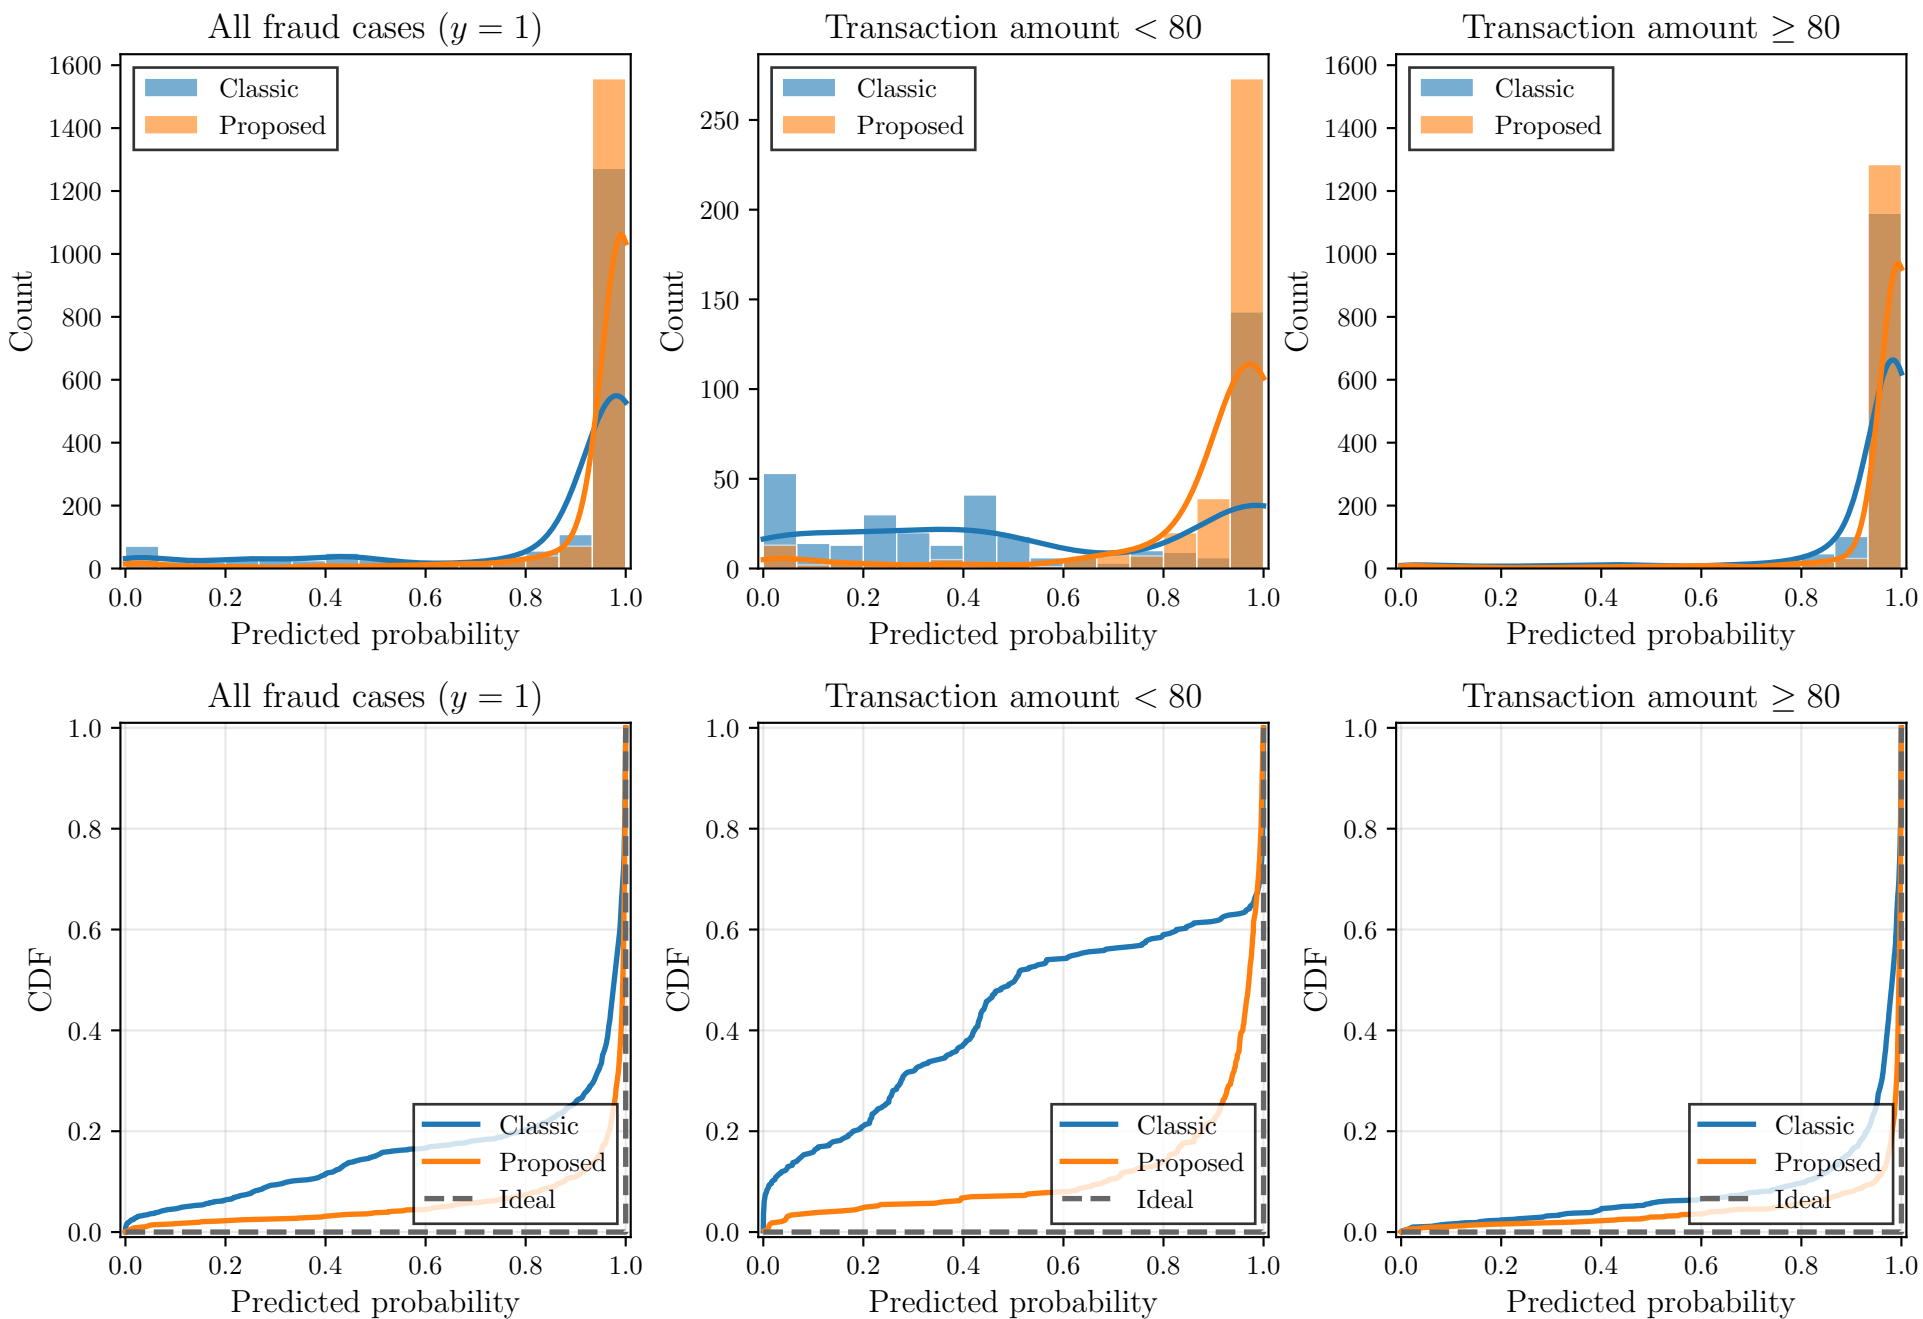 All fraud cases (y = 1)
Classic
Proposed
1600
1400
1200
1000
800
600
400
200
0
Count
0.0 0.2 0.4 0.6 0.8 1.0
Predicted probability
Transaction amount < 80
Classic
Proposed
250
200
150
100
50
0
Count
0.0 0.2 0.4 0.6 0.8 1.0
Predicted probability
Transaction amount ≥ 80
Classic
Proposed
1600
1400
1200
1000
800
600
400
200
0
Count
0.0 0.2 0.4 0.6 0.8 1.0
Predicted probability
All fraud cases (y = 1)
1.0
0.8
0.6
0.4
0.2
0.0
CDF
Classic
Proposed
Ideal
0.0 0.2 0.4 0.6 0.8 1.0
Predicted probability
Transaction amount < 80
1.0
0.8
0.6
0.4
0.2
0.0
CDF
Classic
Proposed
Ideal
0.0 0.2 0.4 0.6 0.8 1.0
Predicted probability
Transaction amount ≥ 80
1.0
0.8
0.6
0.4
0.2
0.0
CDF
Classic
Proposed
Ideal
0.0 0.2 0.4 0.6 0.8 1.0
Predicted probability